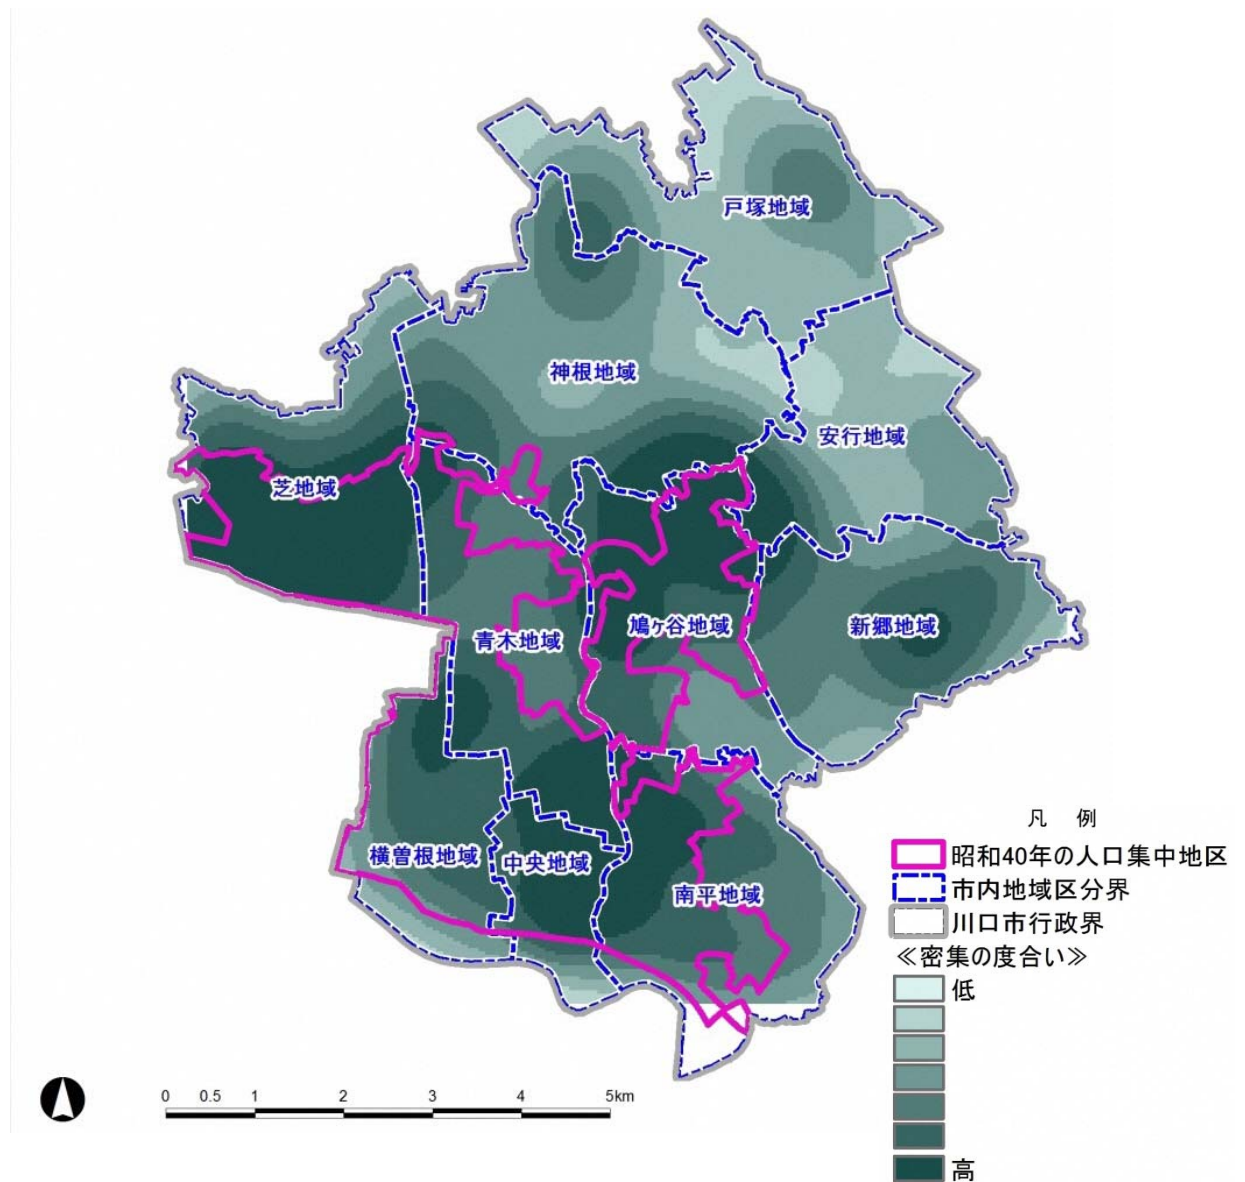 戸塚地域
神根地域
安行地域
芝地域
青木地域
鳩ヶ谷地域
新郷地域
横曽根地域
中央地域
南平地域
凡 例
昭和40年の人口集中地区
市内地域区分界
川口市行政界
≪密集の度合い≫
低
高
0 0.5 1 2 3 4 5km